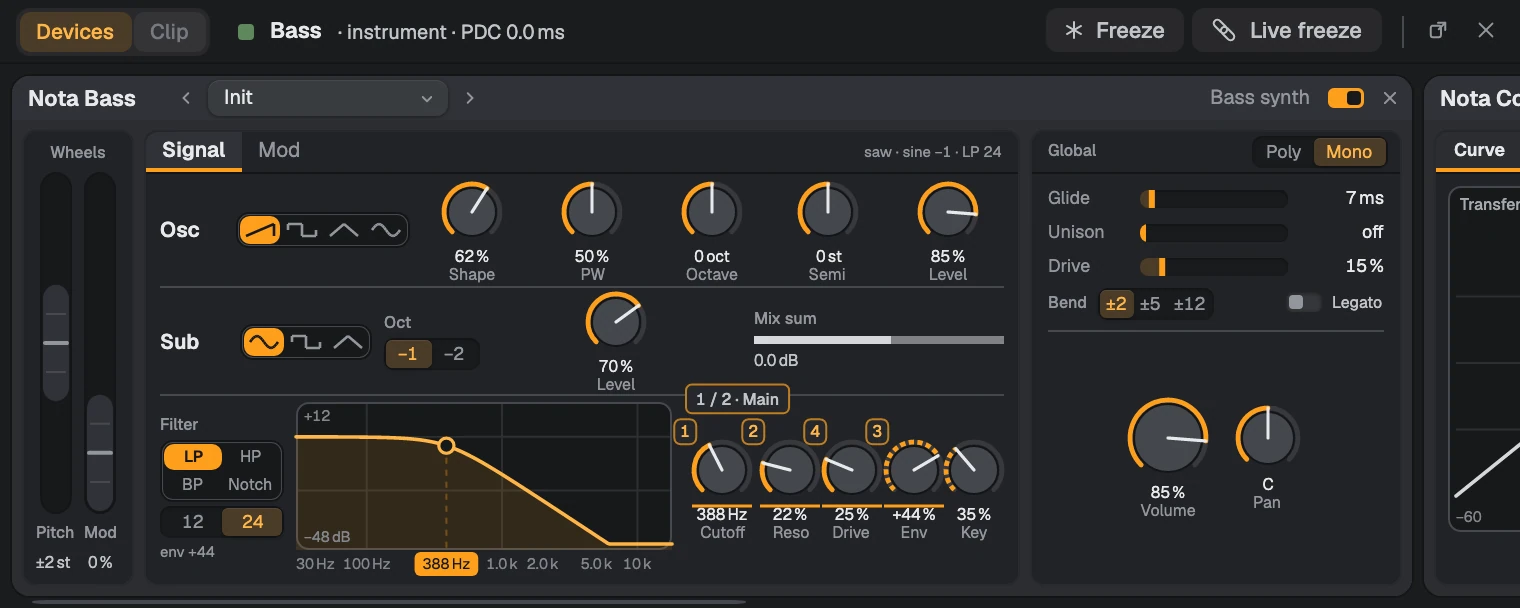 Devices Clip Bass · instrument · PDC 0.0 ms Freeze Live freeze
Nota Bass Init Bass synth Nota Co
Wheels
Pitch Mod
±2 st 0 %
Signal Mod saw · sine −1 · LP 24
Osc
62 % 50 % 0 oct 0 st 85 %
Shape PW Octave Semi Level
Sub
Oct
−1 −2
70 %
Level
Mix sum
0.0 dB
Filter
LP HP
BP Notch
12 24
env +44
+12
−48 dB
30 Hz 100 Hz 388 Hz 1.0 k 2.0 k 5.0 k 10 k
1 / 2 · Main
1 2 4 3
388 Hz 22 % 25 % +44 % 35 %
Cutoff Reso Drive Env Key
Global Poly Mono
Glide 7 ms
Unison off
Drive 15 %
Bend ±2 ±5 ±12 Legato
85 % C
Volume Pan
Curve
Transfer
−60